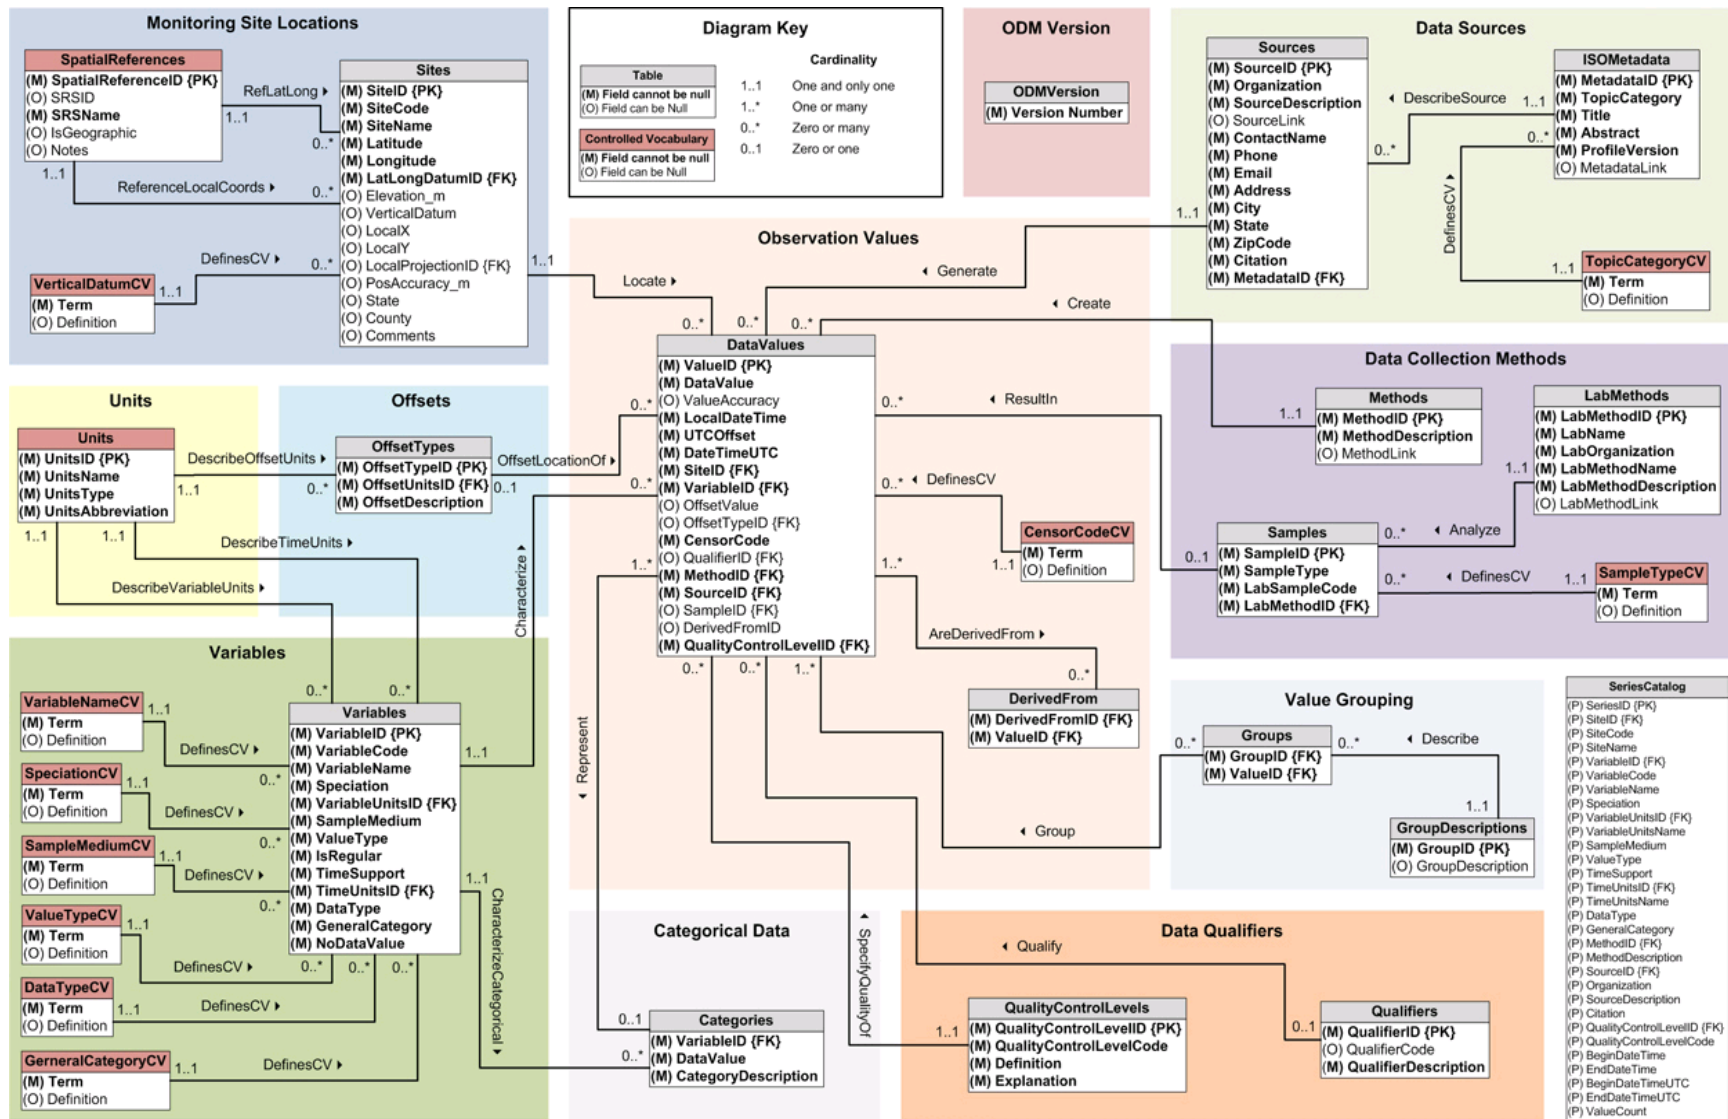 Monitoring Site Locations
SpatialReferences
(M) SpatialReferenceID {PK}
(O) SRSID
(M) SRSName
(O) IsGeographic
(O) Notes
RefLatLong
1..1
0..*
1..1
ReferenceLocalCoords
0..*
Sites
(M) SiteID {PK}
(M) SiteCode
(M) SiteName
(M) Latitude
(M) Longitude
(M) LatLongDatumID {FK}
(O) Elevation_m
(O) VerticalDatum
(O) LocalX
(O) LocalY
(O) LocalProjectionID {FK}
(O) PosAccuracy_m
(O) State
(O) County
(O) Comments
VerticalDatumCV
(M) Term
(O) Definition
DefinesCV
1..1
0..*
Diagram Key
Table
(M) Field cannot be null
(O) Field can be Null
Controlled Vocabulary
(M) Field cannot be null
(O) Field can be Null
Cardinality
1..1 One and only one
1..* One or many
0..* Zero or many
0..1 Zero or one
ODM Version
ODMVersion
(M) Version Number
Data Sources
Sources
(M) SourceID {PK}
(M) Organization
(M) SourceDescription
(O) SourceLink
(M) ContactName
(M) Phone
(M) Email
(M) Address
(M) City
(M) State
(M) ZipCode
(M) Citation
(M) MetadataID {FK}
ISOMetadata
(M) MetadataID {PK}
(M) TopicCategory
(M) Title
(M) Abstract
(M) ProfileVersion
(O) MetadataLink
DescribeSource
1..1
0..*
0..*
DefinesCV
1..1
TopicCategoryCV
(M) Term
(O) Definition
Observation Values
1..1
Locate
0..*
1..1
Generate
0..*
Create
0..*
1..1
DataValues
(M) ValueID {PK}
(M) DataValue
(O) ValueAccuracy
(M) LocalDateTime
(M) UTCOffset
(M) DateTimeUTC
(M) SiteID {FK}
(M) VariableID {FK}
(O) OffsetValue
(O) OffsetTypeID {FK}
(M) CensorCode
(O) QualifierID {FK}
(M) MethodID {FK}
(M) SourceID {FK}
(O) SampleID {FK}
(O) DerivedFromID
(M) QualityControlLevelID {FK}
Data Collection Methods
Methods
(M) MethodID {PK}
(M) MethodDescription
(O) MethodLink
LabMethods
(M) LabMethodID {PK}
(M) LabName
(M) LabOrganization
(M) LabMethodName
(M) LabMethodDescription
(O) LabMethodLink
1..1
Analyze
0..*
Samples
(M) SampleID {PK}
(M) SampleType
(M) LabSampleCode
(M) LabMethodID {FK}
0..*
DefinesCV
1..1
SampleTypeCV
(M) Term
(O) Definition
0..*
ResultIn
0..1
0..*
DefinesCV
1..1
CensorCodeCV
(M) Term
(O) Definition
Units
Units
(M) UnitsID {PK}
(M) UnitsName
(M) UnitsType
(M) UnitsAbbreviation
Offsets
OffsetTypes
(M) OffsetTypeID {PK}
(M) OffsetUnitsID {FK}
(M) OffsetDescription
DescribeOffsetUnits
1..1
0..*
OffsetLocationOf
0..1
0..*
1..1
1..1
DescribeTimeUnits
DescribeVariableUnits
0..*
0..*
Characterize
0..*
1..1
1..*
Represent
0..1
1..*
AreDerivedFrom
0..*
DerivedFrom
(M) DerivedFromID {FK}
(M) ValueID {FK}
0..*
0..*
1..*
Variables
VariableNameCV
(M) Term
(O) Definition
1..1
DefinesCV
0..*
SpeciationCV
(M) Term
(O) Definition
1..1
DefinesCV
0..*
SampleMediumCV
(M) Term
(O) Definition
1..1
DefinesCV
0..*
ValueTypeCV
(M) Term
(O) Definition
1..1
DefinesCV
0..*
DataTypeCV
(M) Term
(O) Definition
1..1
DefinesCV
0..*
GerneralCategoryCV
(M) Term
(O) Definition
1..1
DefinesCV
0..*
Variables
(M) VariableID {PK}
(M) VariableCode
(M) VariableName
(M) Speciation
(M) VariableUnitsID {FK}
(M) SampleMedium
(M) ValueType
(M) IsRegular
(M) TimeSupport
(M) TimeUnitsID {FK}
(M) DataType
(M) GeneralCategory
(M) NoDataValue
1..1
CharacterizeCategorical
0..*
Value Grouping
0..*
Groups
(M) GroupID {FK}
(M) ValueID {FK}
0..*
Describe
1..1
GroupDescriptions
(M) GroupID {PK}
(O) GroupDescription
Group
Categorical Data
Categories
(M) VariableID {FK}
(M) DataValue
(M) CategoryDescription
SpecifyQualityOf
Data Qualifiers
Qualify
1..1
QualityControlLevels
(M) QualityControlLevelID {PK}
(M) QualityControlLevelCode
(M) Definition
(M) Explanation
0..1
Qualifiers
(M) QualifierID {PK}
(O) QualifierCode
(M) QualifierDescription
SeriesCatalog
(P) SeriesID {PK}
(P) SiteID {FK}
(P) SiteCode
(P) SiteName
(P) VariableID {FK}
(P) VariableCode
(P) VariableName
(P) Speciation
(P) VariableUnitsID {FK}
(P) VariableUnitsName
(P) SampleMedium
(P) ValueType
(P) TimeSupport
(P) TimeUnitsID {FK}
(P) TimeUnitsName
(P) DataType
(P) GeneralCategory
(P) MethodID {FK}
(P) MethodDescription
(P) SourceID {FK}
(P) Organization
(P) SourceDescription
(P) Citation
(P) QualityControlLevelID {FK}
(P) QualityControlLevelCode
(P) BeginDateTime
(P) EndDateTime
(P) BeginDateTimeUTC
(P) EndDateTimeUTC
(P) ValueCount